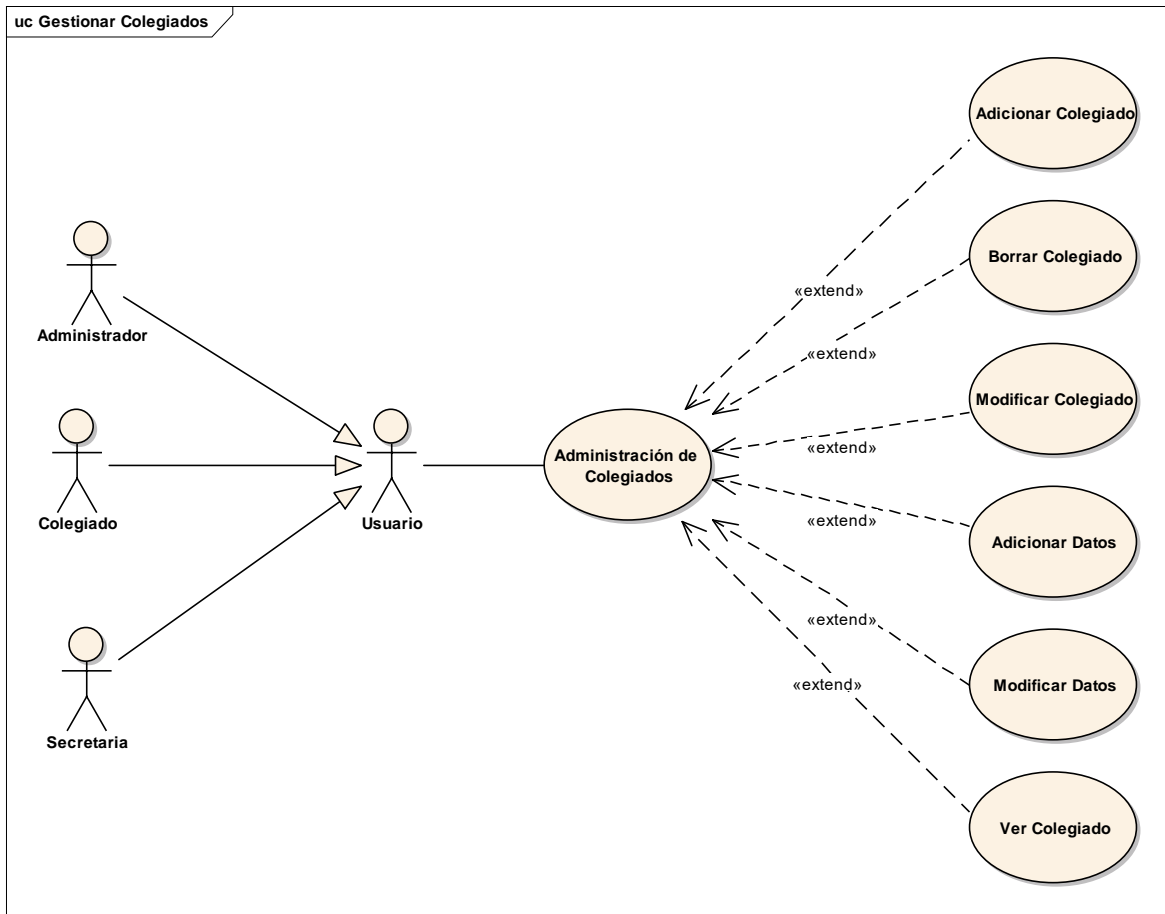 uc Gestionar Colegiados
Administrador
Colegiado
Secretaria
Usuario
Administración de
Colegiados
«extend»
«extend»
«extend»
«extend»
«extend»
«extend»
Adicionar Colegiado
Borrar Colegiado
Modificar Colegiado
Adicionar Datos
Modificar Datos
Ver Colegiado